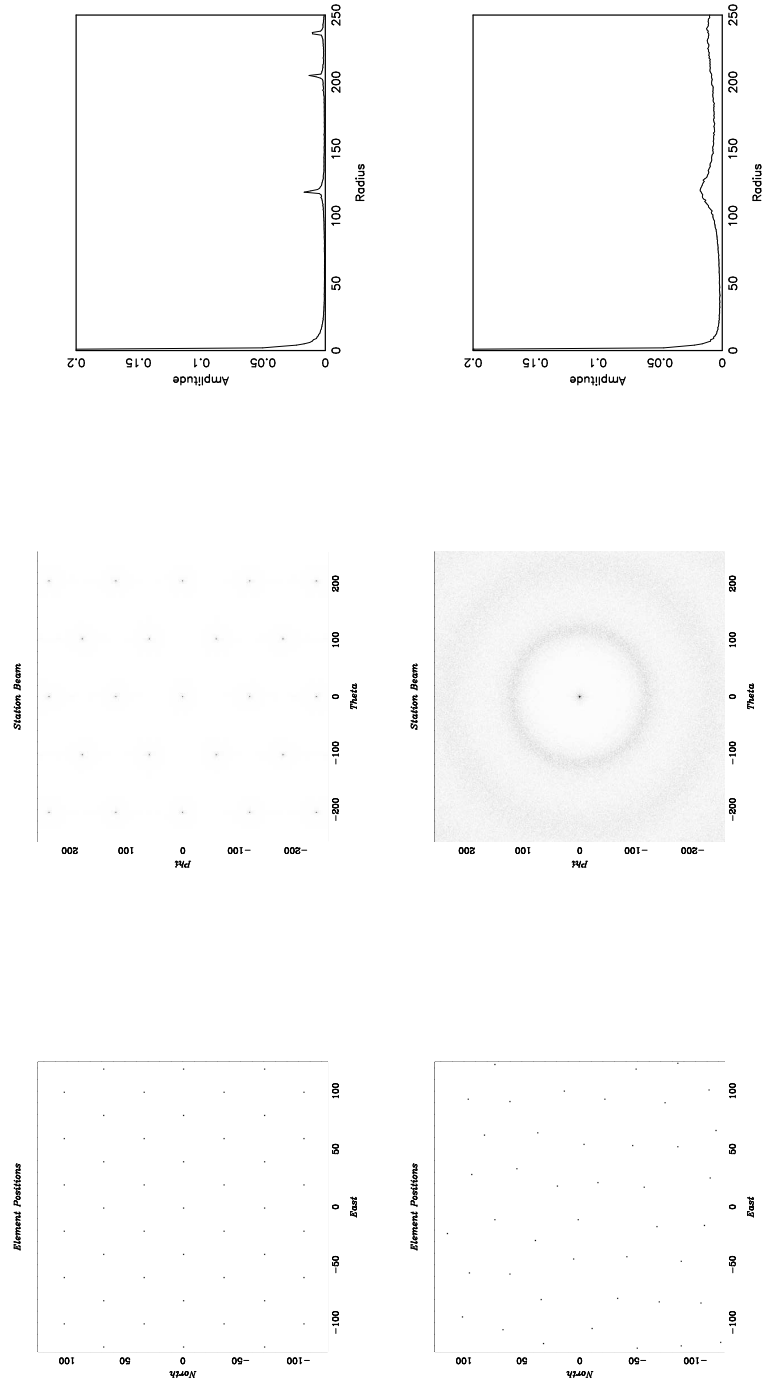 Amplitude
0.2 0.15 0.1 0.05 0
0 50 100 150 200 250
Radius
Amplitude
0.2 0.15 0.1 0.05 0
0 50 100 150 200 250
Radius
Station Beam
Phi
200 100 0 −100 −200
−200 −100 0 100 200
Theta
Station Beam
Phi
200 100 0 −100 −200
−200 −100 0 100 200
Theta
Element Positions
North
100 50 0 −50 −100
−100 −50 0 50 100
East
Element Positions
North
100 50 0 −50 −100
−100 −50 0 50 100
East